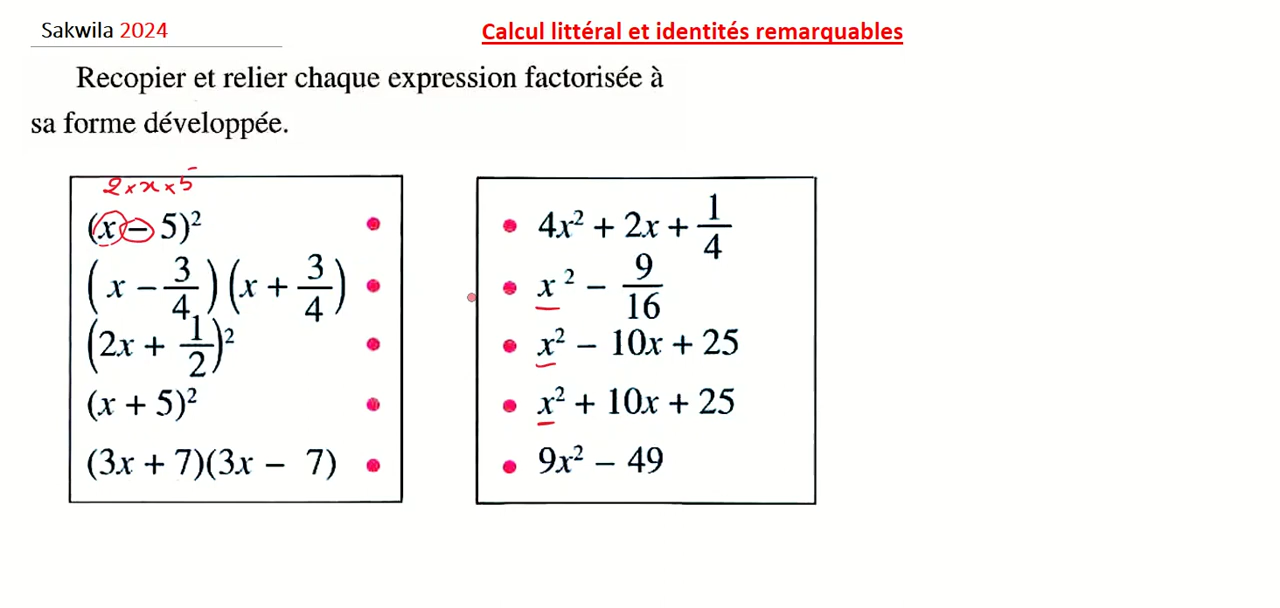 Sakwila 2024
Calcul littéral et identités remarquables
Recopier et relier chaque expression factorisée à
sa forme développée.
2 × x × 5
(x − 5)²
(x − 3/4)(x + 3/4)
(2x + 1/2)²
(x + 5)²
(3x + 7)(3x − 7)
4x² + 2x + 1/4
x² − 9/16
x² − 10x + 25
x² + 10x + 25
9x² − 49